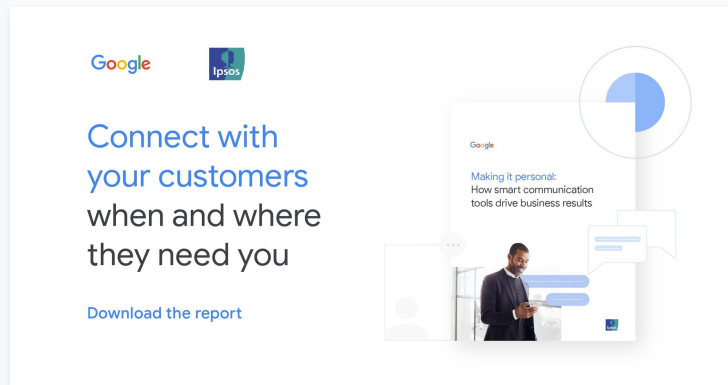 Google
Ipsos
Connect with
your customers
when and where
they need you
Download the report
Google
Making it personal:
How smart communication
tools drive business results
Ipsos